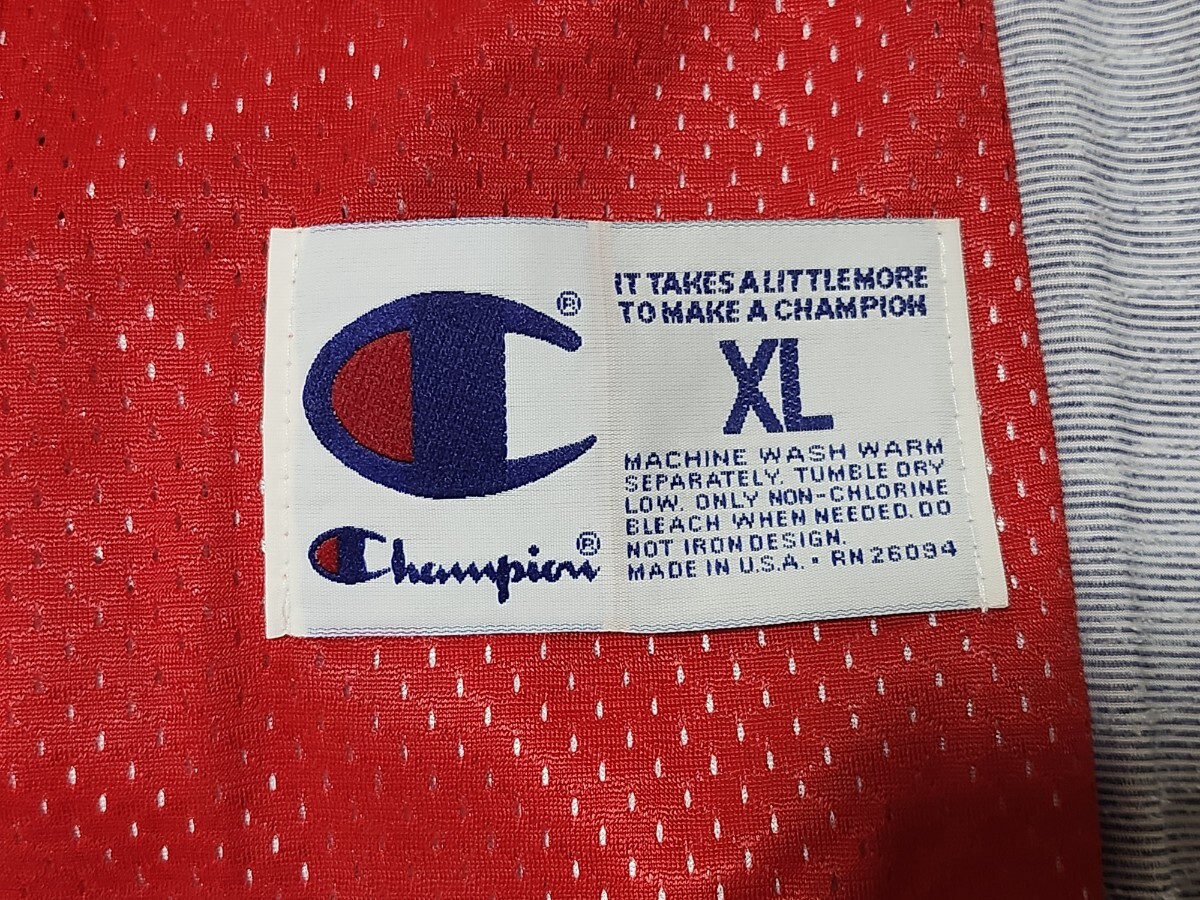 ®
Champion®
IT TAKES A LITTLE MORE
TO MAKE A CHAMPION
XL
MACHINE WASH WARM
SEPARATELY. TUMBLE DRY
LOW. ONLY NON-CHLORINE
BLEACH WHEN NEEDED. DO
NOT IRON DESIGN.
MADE IN U.S.A. • RN 26094